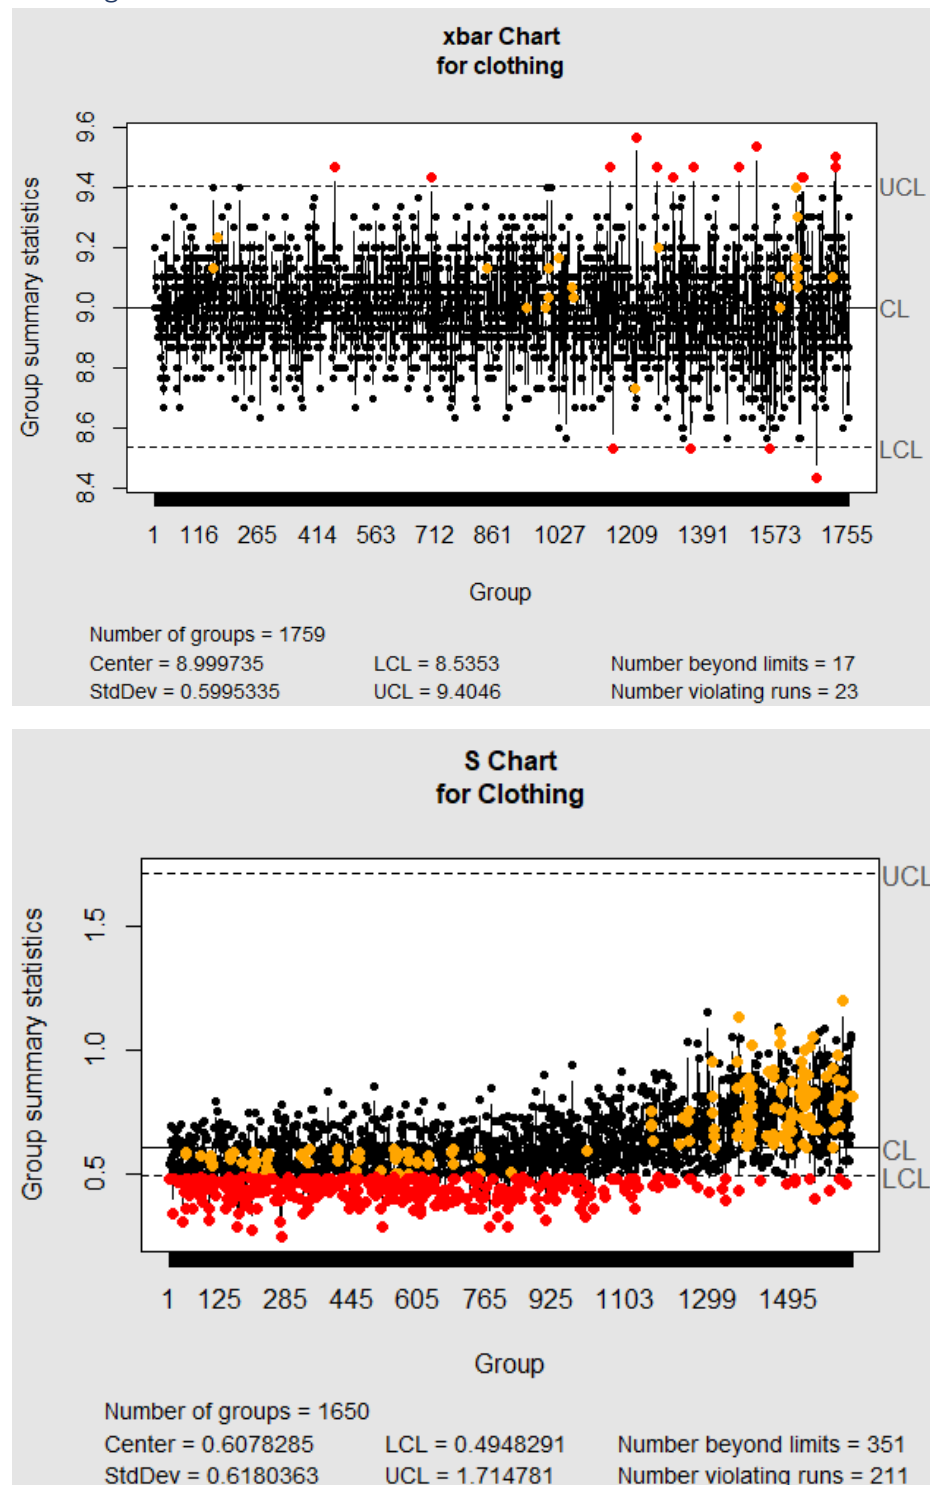 xbar Chart
for clothing
Group summary statistics
9.6
9.4
9.2
9.0
8.8
8.6
8.4
UCL
CL
LCL
1 116 265 414 563 712 861 1027 1209 1391 1573 1755
Group
Number of groups = 1759
Center = 8.999735 LCL = 8.5353 Number beyond limits = 17
StdDev = 0.5995335 UCL = 9.4046 Number violating runs = 23
S Chart
for Clothing
Group summary statistics
1.5
1.0
0.5
UCL
CL
LCL
1 125 285 445 605 765 925 1103 1299 1495
Group
Number of groups = 1650
Center = 0.6078285 LCL = 0.4948291 Number beyond limits = 351
StdDev = 0.6180363 UCL = 1.714781 Number violating runs = 211